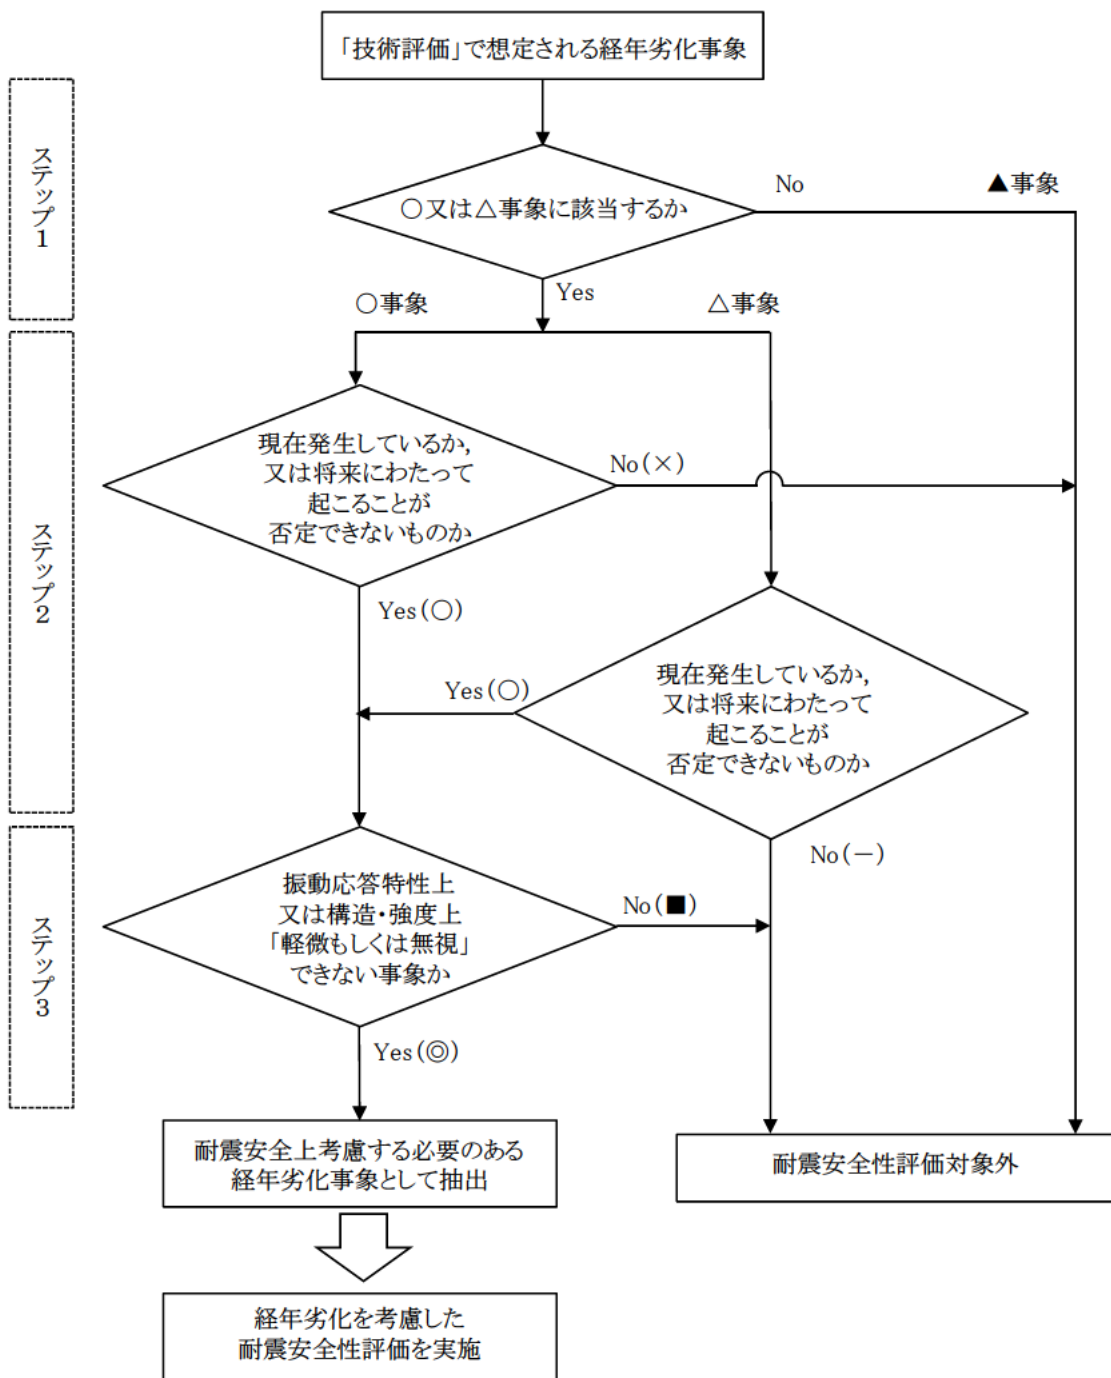 「技術評価」で想定される経年劣化事象
ステップ1
○又は△事象に該当するか
No
▲事象
Yes
○事象
△事象
ステップ2
現在発生しているか,
又は将来にわたって
起こることが
否定できないものか
No(×)
Yes(○)
現在発生しているか,
又は将来にわたって
起こることが
否定できないものか
Yes(○)
No(－)
ステップ3
振動応答特性上
又は構造・強度上
「軽微もしくは無視」
できない事象か
No(■)
Yes(◎)
耐震安全上考慮する必要のある
経年劣化事象として抽出
耐震安全性評価対象外
経年劣化を考慮した
耐震安全性評価を実施